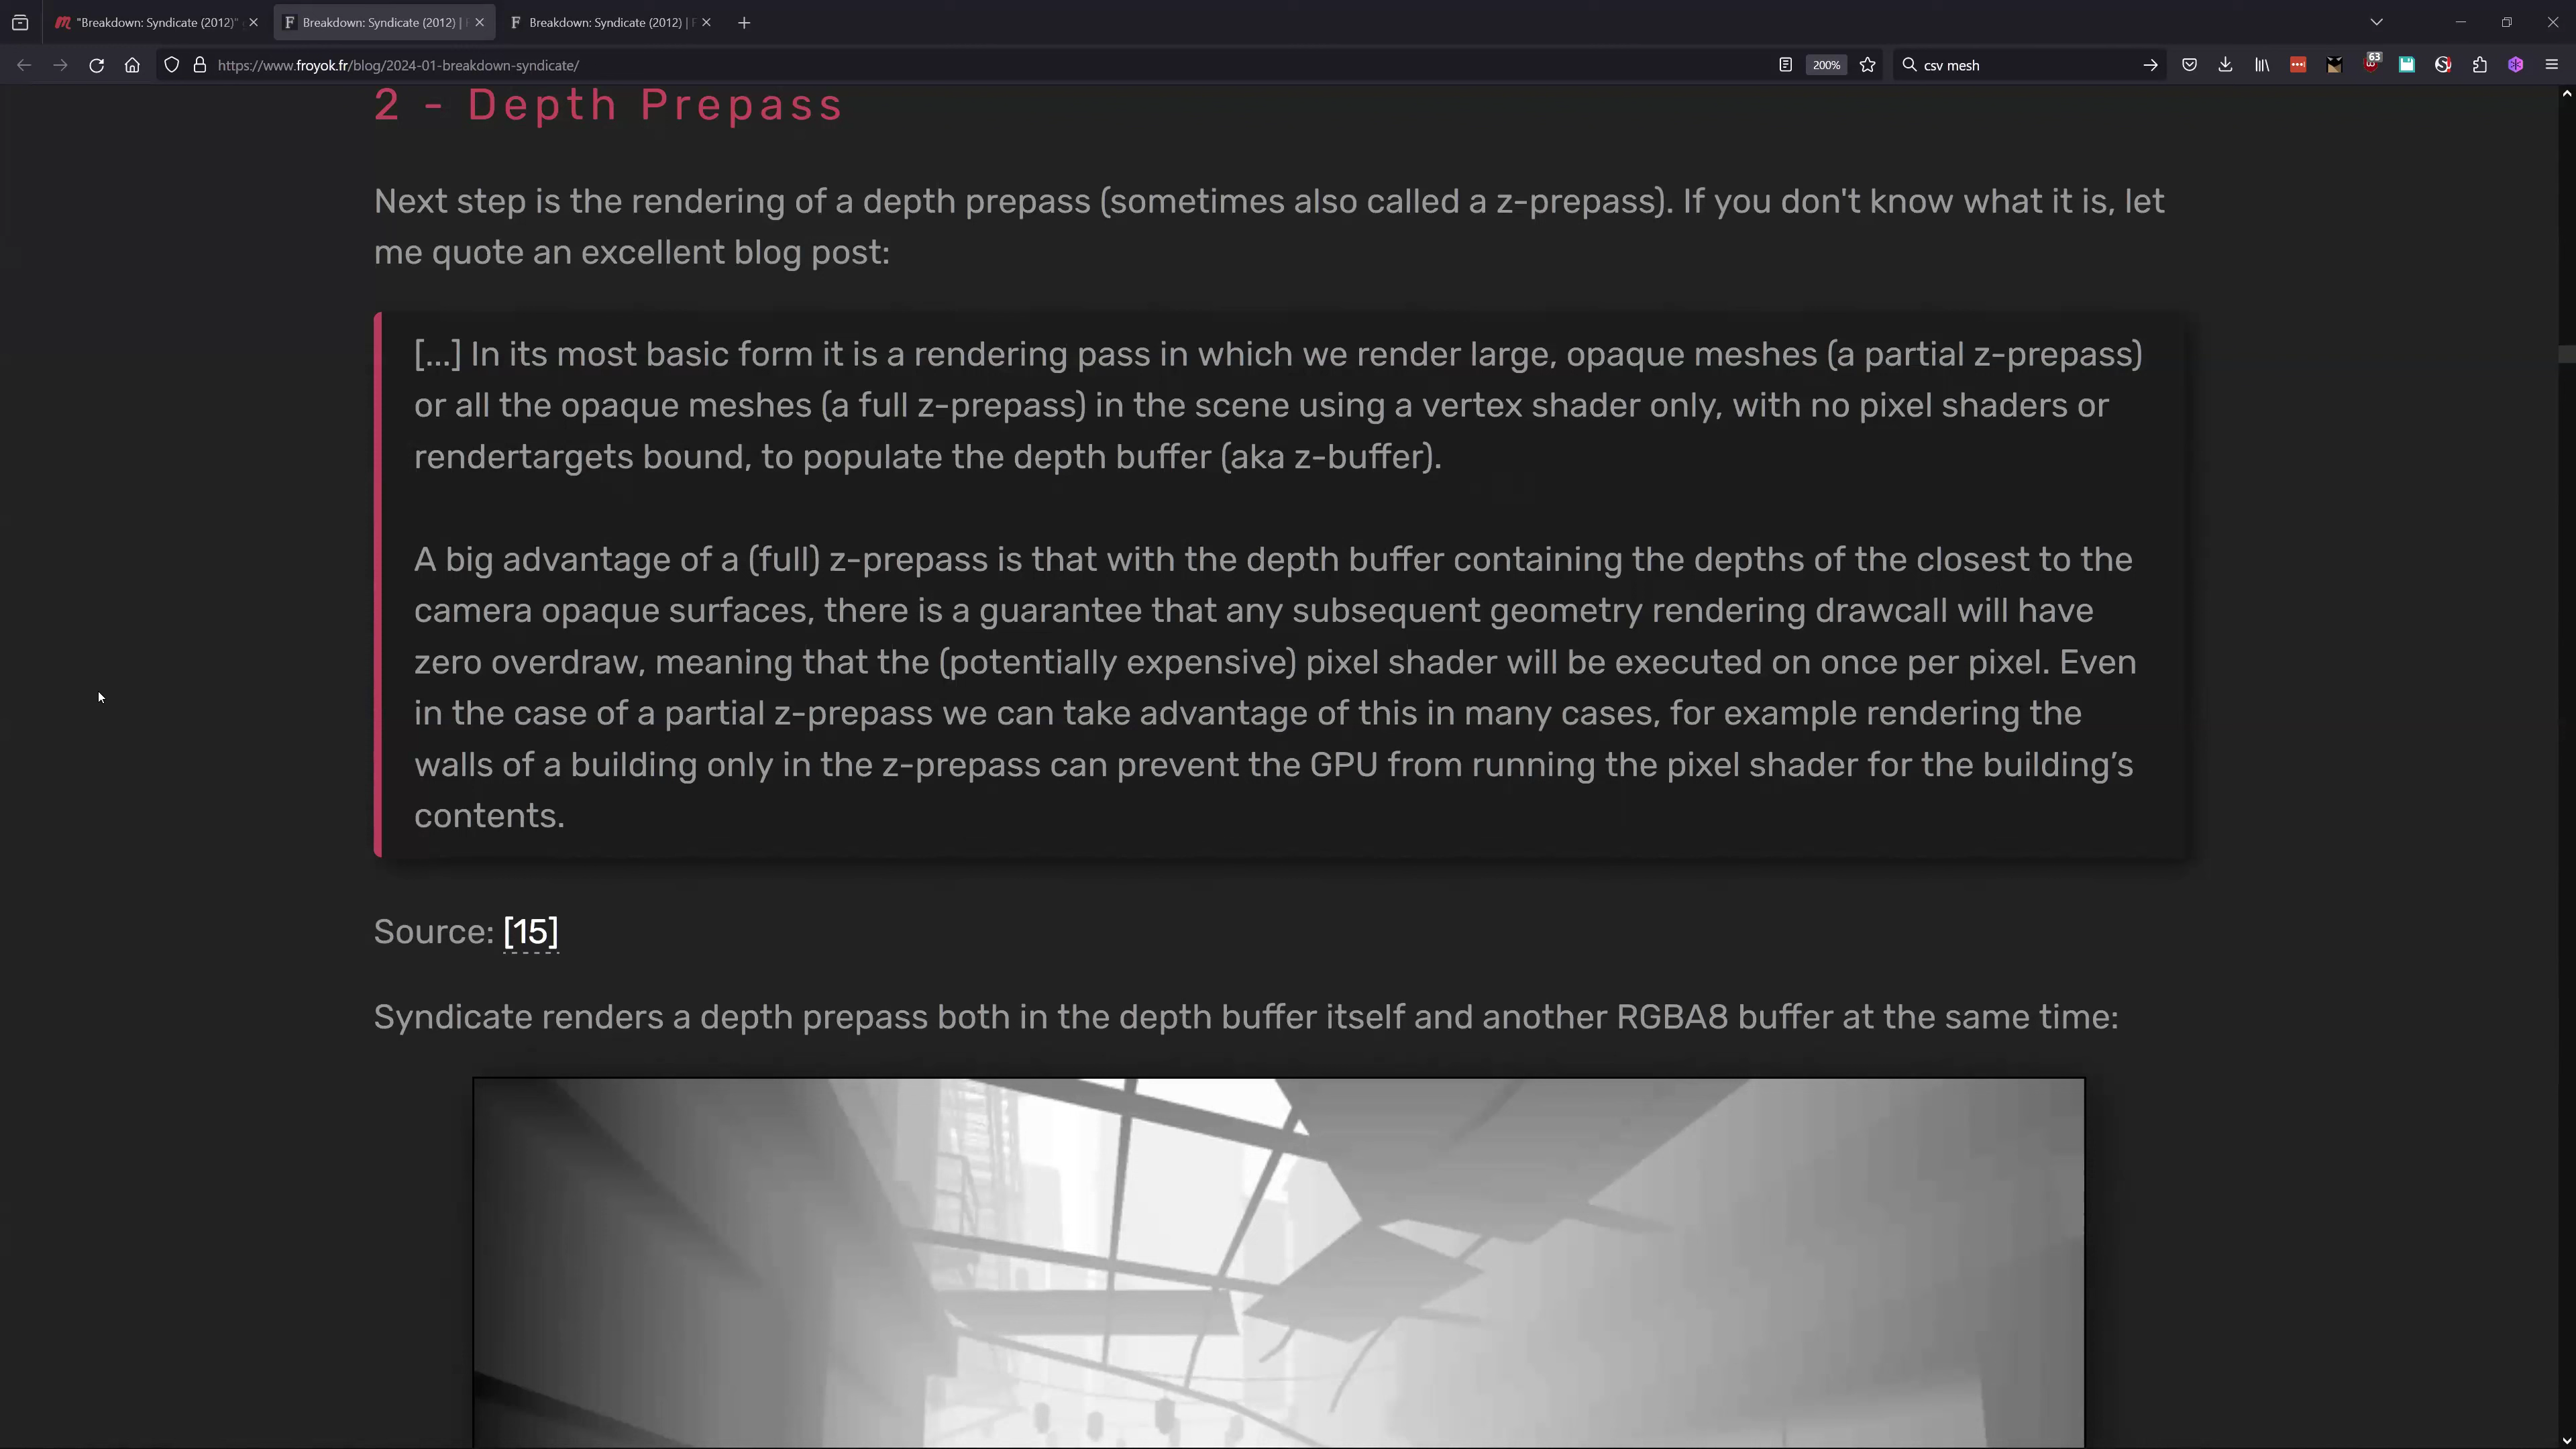 "Breakdown: Syndicate (2012)"
Breakdown: Syndicate (2012) |
Breakdown: Syndicate (2012) |
https://www.froyok.fr/blog/2024-01-breakdown-syndicate/
200%
csv mesh
63
2 - Depth Prepass
Next step is the rendering of a depth prepass (sometimes also called a z-prepass). If you don't know what it is, let
me quote an excellent blog post:
[...] In its most basic form it is a rendering pass in which we render large, opaque meshes (a partial z-prepass)
or all the opaque meshes (a full z-prepass) in the scene using a vertex shader only, with no pixel shaders or
rendertargets bound, to populate the depth buffer (aka z-buffer).
A big advantage of a (full) z-prepass is that with the depth buffer containing the depths of the closest to the
camera opaque surfaces, there is a guarantee that any subsequent geometry rendering drawcall will have
zero overdraw, meaning that the (potentially expensive) pixel shader will be executed on once per pixel. Even
in the case of a partial z-prepass we can take advantage of this in many cases, for example rendering the
walls of a building only in the z-prepass can prevent the GPU from running the pixel shader for the building’s
contents.
Source: [15]
Syndicate renders a depth prepass both in the depth buffer itself and another RGBA8 buffer at the same time: